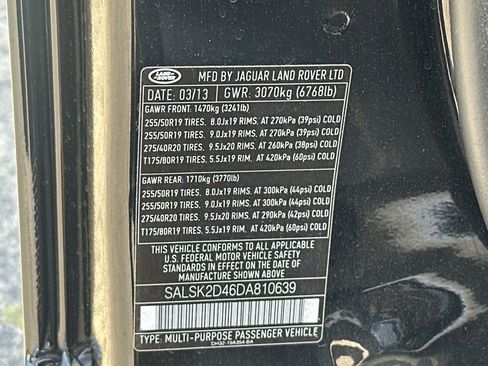 LAND ROVER
MFD BY JAGUAR LAND ROVER LTD
DATE: 03/13 GWR: 3070kg (6768lb)
GAWR FRONT: 1470kg (3241lb)
255/50R19 TIRES, 8.0Jx19 RIMS. AT 270kPa (39psi) COLD
255/50R19 TIRES, 9.0Jx19 RIMS. AT 270kPa (39psi) COLD
275/40R20 TIRES, 9.5Jx20 RIMS. AT 260kPa (38psi) COLD
T175/80R19 TIRES, 5.5Jx19 RIM, AT 420kPa (60psi) COLD
GAWR REAR: 1710kg (3770lb)
255/50R19 TIRES, 8.0Jx19 RIMS. AT 300kPa (44psi) COLD
255/50R19 TIRES, 9.0Jx19 RIMS. AT 300kPa (44psi) COLD
275/40R20 TIRES, 9.5Jx20 RIMS. AT 290kPa (42psi) COLD
T175/80R19 TIRES, 5.5Jx19 RIM, AT 420kPa (60psi) COLD
THIS VEHICLE CONFORMS TO ALL APPLICABLE
U.S. FEDERAL MOTOR VEHICLE SAFETY AND
THEFT PREVENTION STANDARDS IN EFFECT ON
THE DATE OF MANUFACTURE SHOWN ABOVE.
SALSK2D46DA810639
TYPE: MULTI-PURPOSE PASSENGER VEHICLE